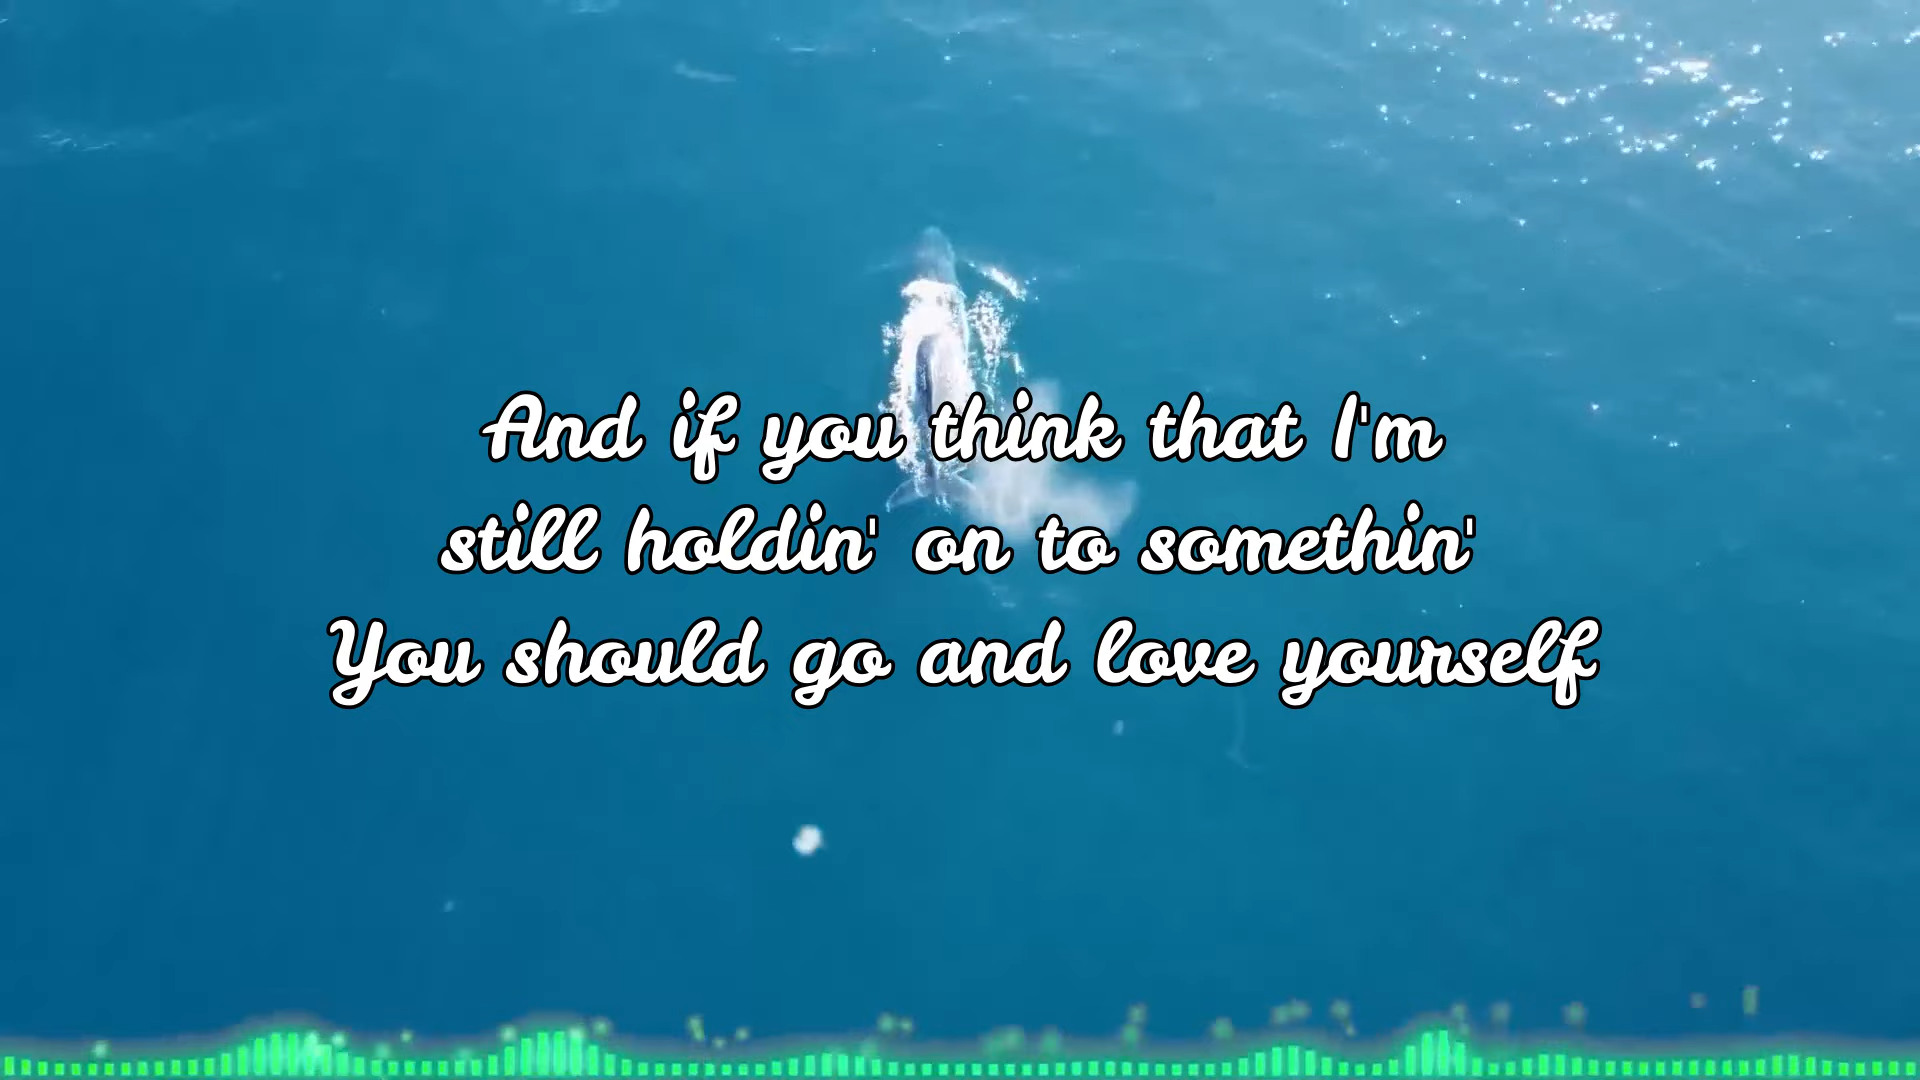 And if you think that I'm
still holdin' on to somethin'
You should go and love yourself